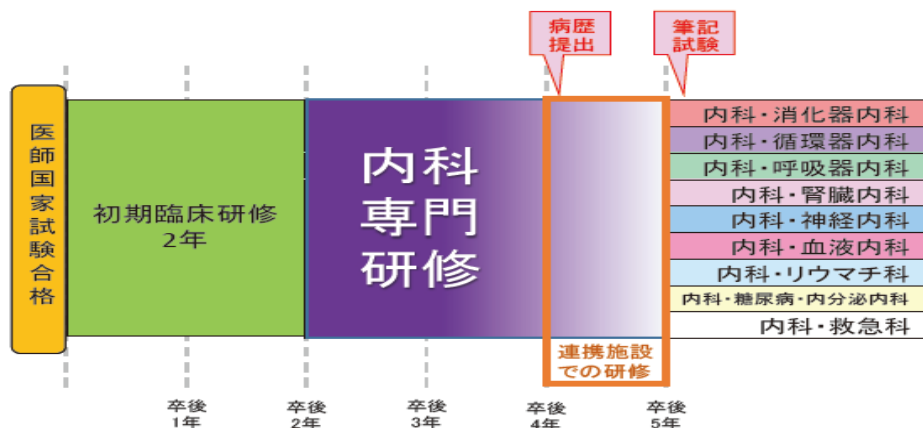 病歴
提出
筆記
試験
医師国家試験合格
初期臨床研修
2年
内科
専門
研修
連携施設
での研修
内科・消化器内科
内科・循環器内科
内科・呼吸器内科
内科・腎臓内科
内科・神経内科
内科・血液内科
内科・リウマチ科
内科・糖尿病・内分泌内科
内科・救急科
卒後
1年
卒後
2年
卒後
3年
卒後
4年
卒後
5年